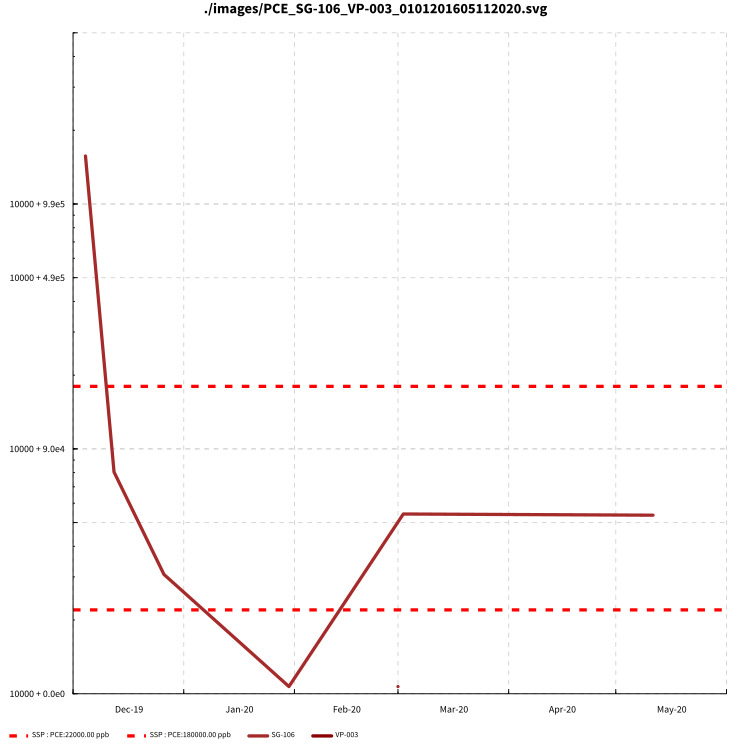 ./images/PCE_SG-106_VP-003_0101201605112020.svg
10000 + 9.9e5
10000 + 4.9e5
10000 + 9.0e4
10000 + 0.0e0
Dec-19 Jan-20 Feb-20 Mar-20 Apr-20 May-20
SSP : PCE:22000.00 ppb SSP : PCE:180000.00 ppb SG-106 VP-003